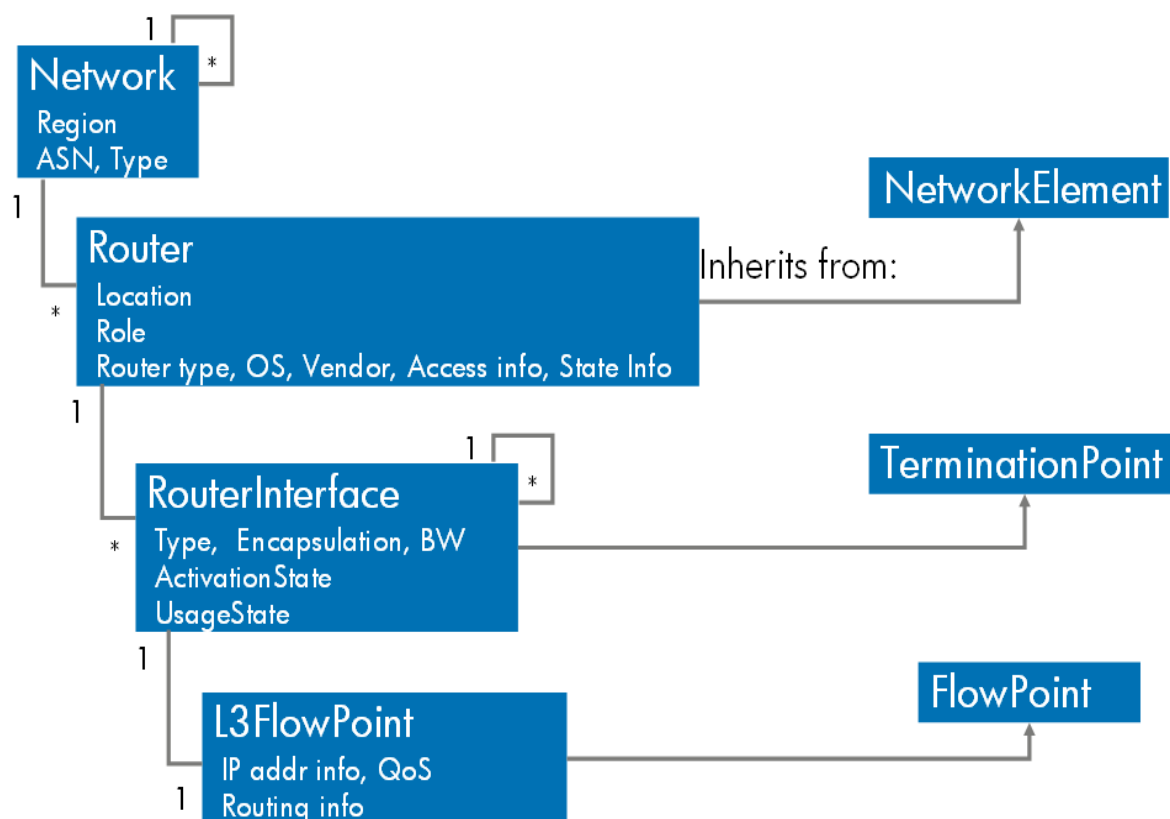 1
*
Network
Region
ASN, Type
1
*
NetworkElement
Router
Location
Role
Router type, OS, Vendor, Access info, State Info
Inherits from:
1
*
1
*
RouterInterface
Type, Encapsulation, BW
ActivationState
UsageState
TerminationPoint
1
1
L3FlowPoint
IP addr info, QoS
Routing info
FlowPoint